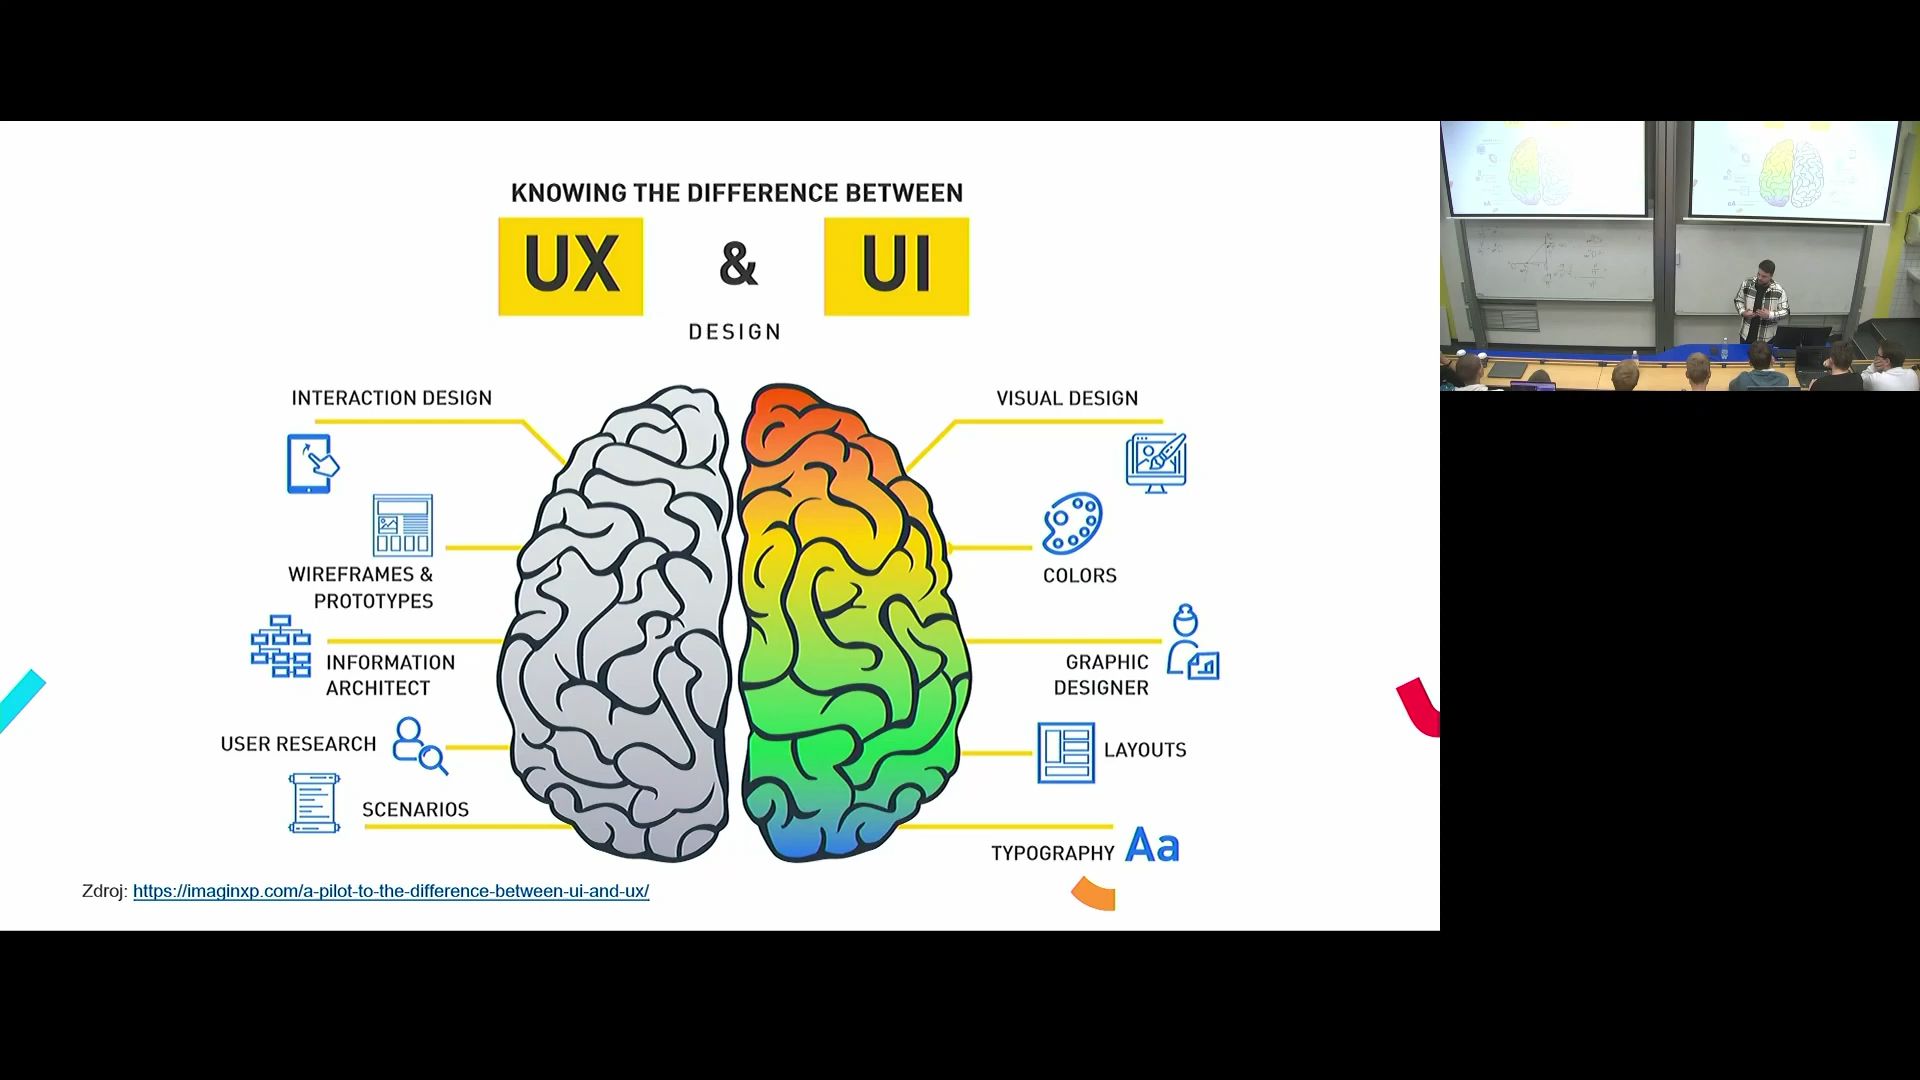 KNOWING THE DIFFERENCE BETWEEN
UX & UI
DESIGN
INTERACTION DESIGN
WIREFRAMES &
PROTOTYPES
INFORMATION
ARCHITECT
USER RESEARCH
SCENARIOS
VISUAL DESIGN
COLORS
GRAPHIC
DESIGNER
LAYOUTS
TYPOGRAPHY Aa
Zdroj: https://imaginxp.com/a-pilot-to-the-difference-between-ui-and-ux/